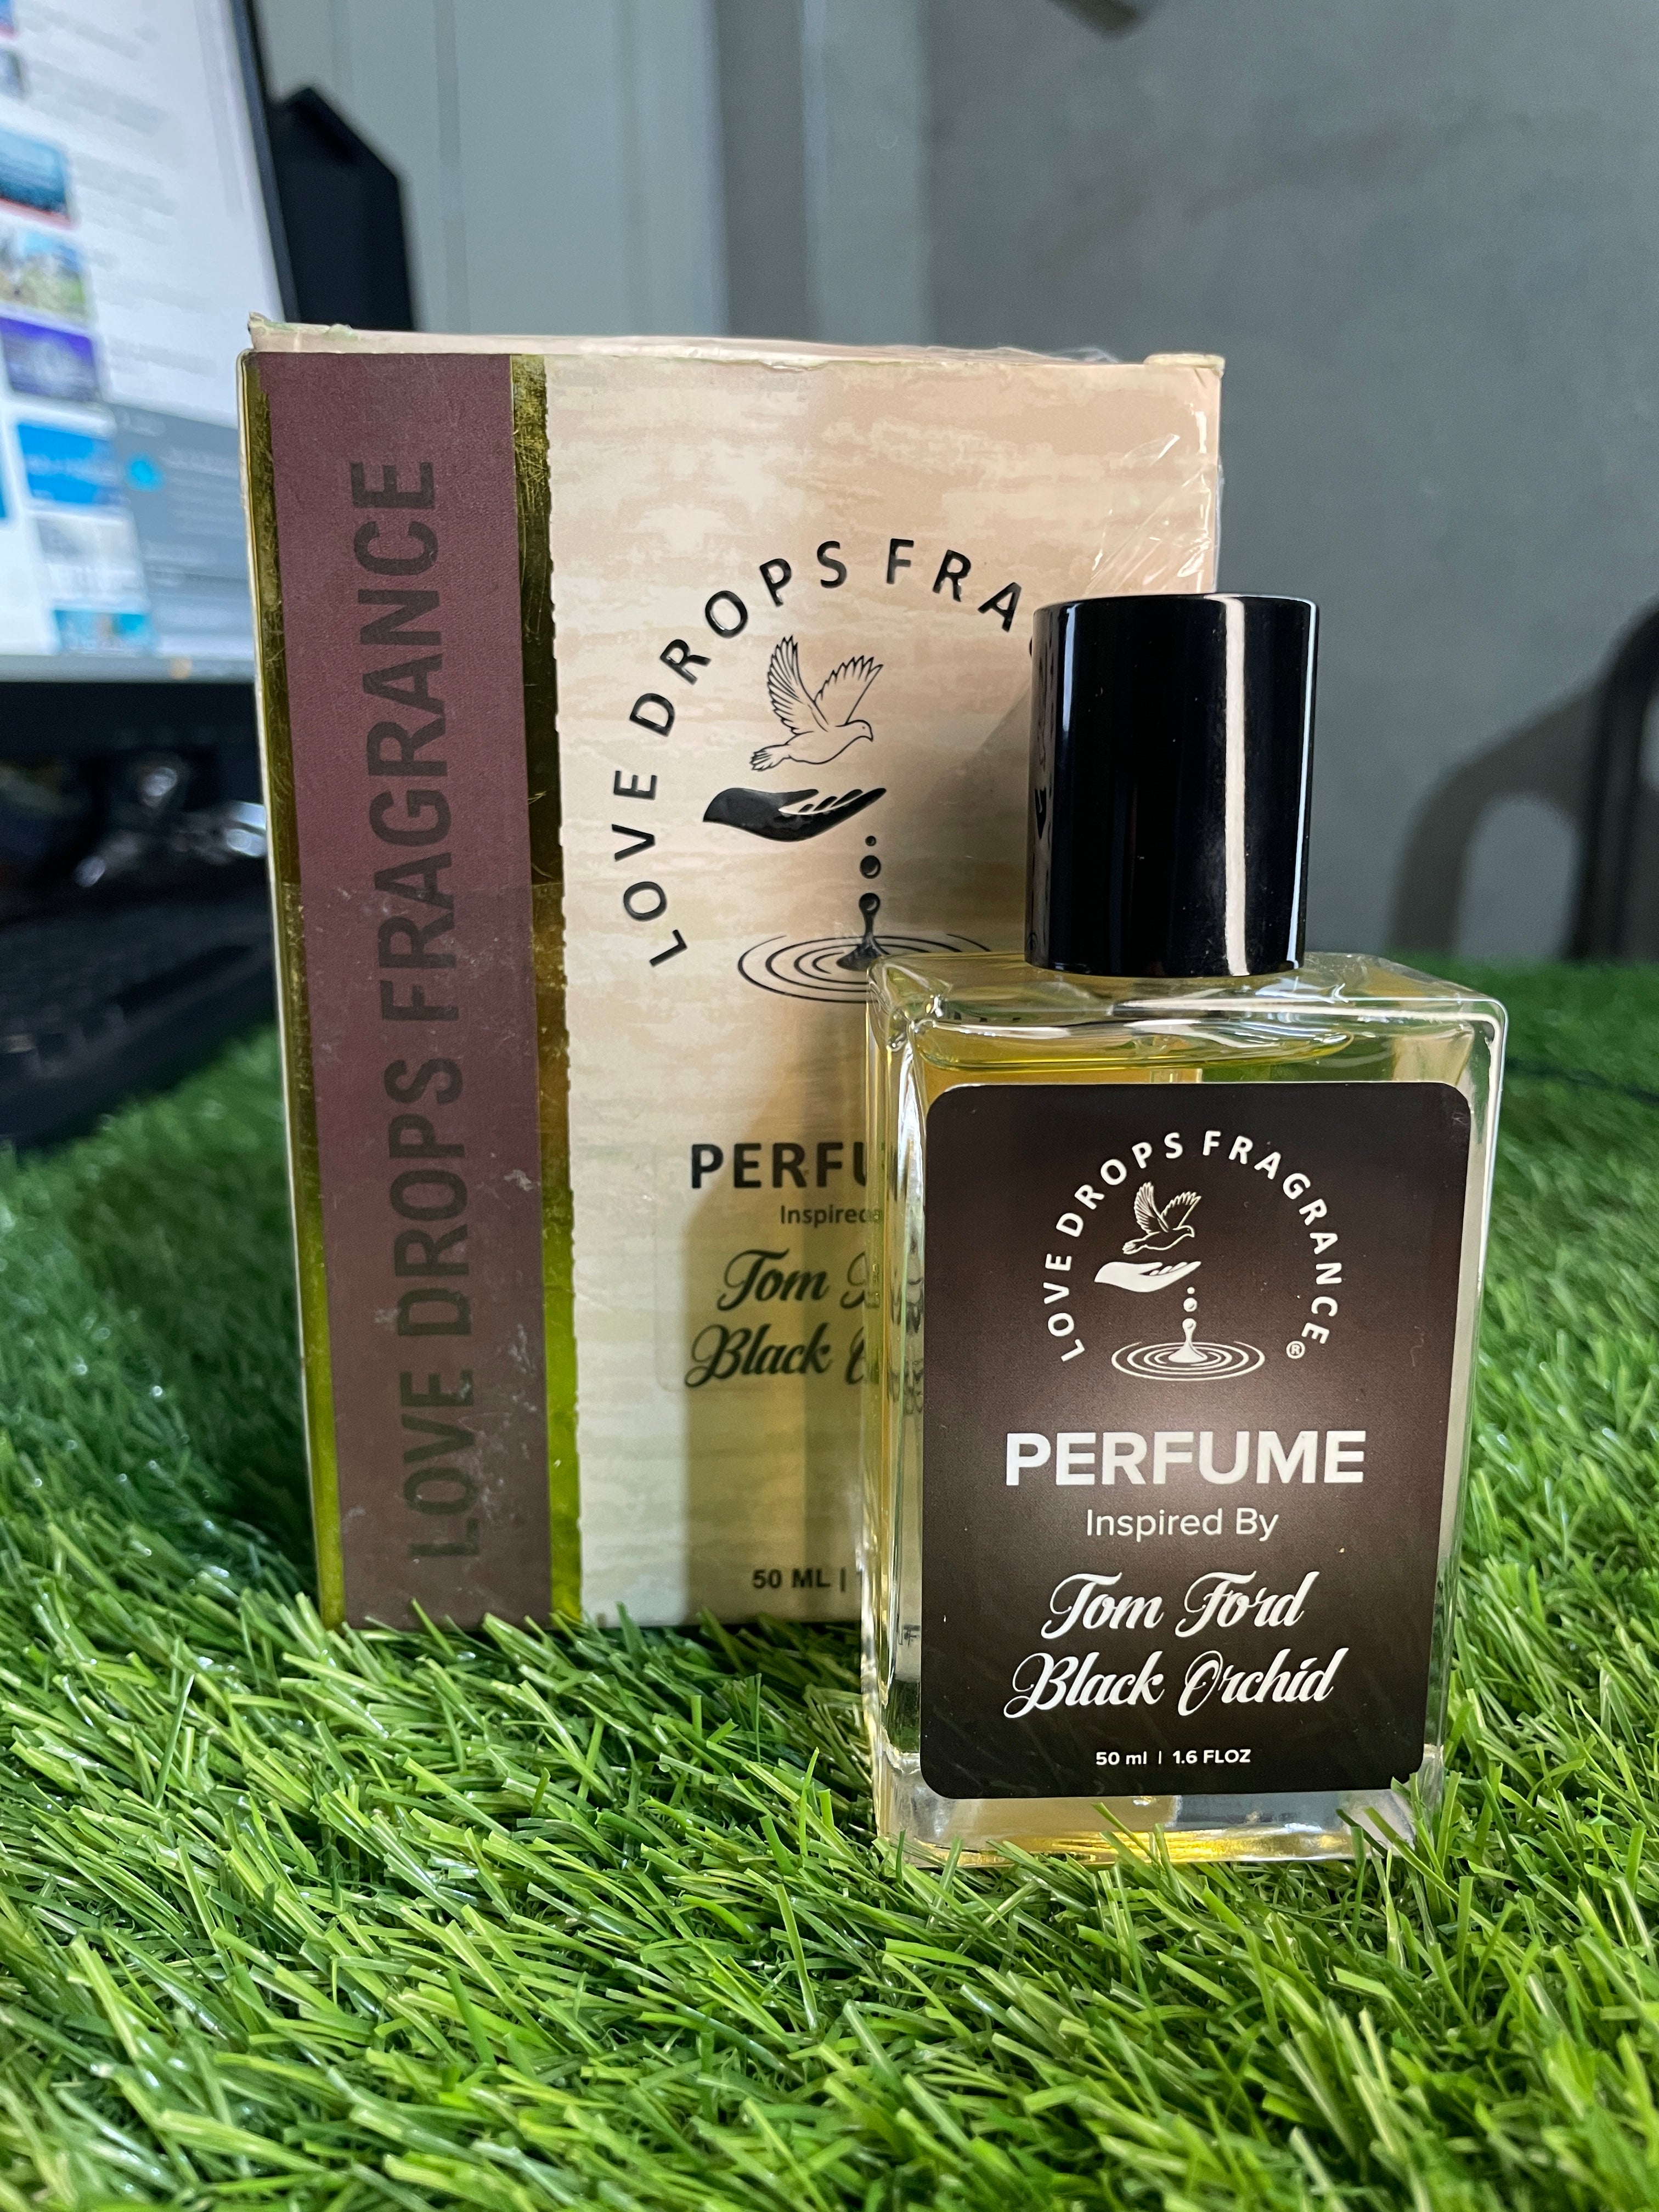 LOVE DROPS FRAGRANCE
LOVE DROPS FRA
PERFU
Inspired
Tom
Black
50 ML |
LOVE DROPS FRAGRANCE®
PERFUME
Inspired By
Tom Ford
Black Orchid
50 ml | 1.6 FLOZ